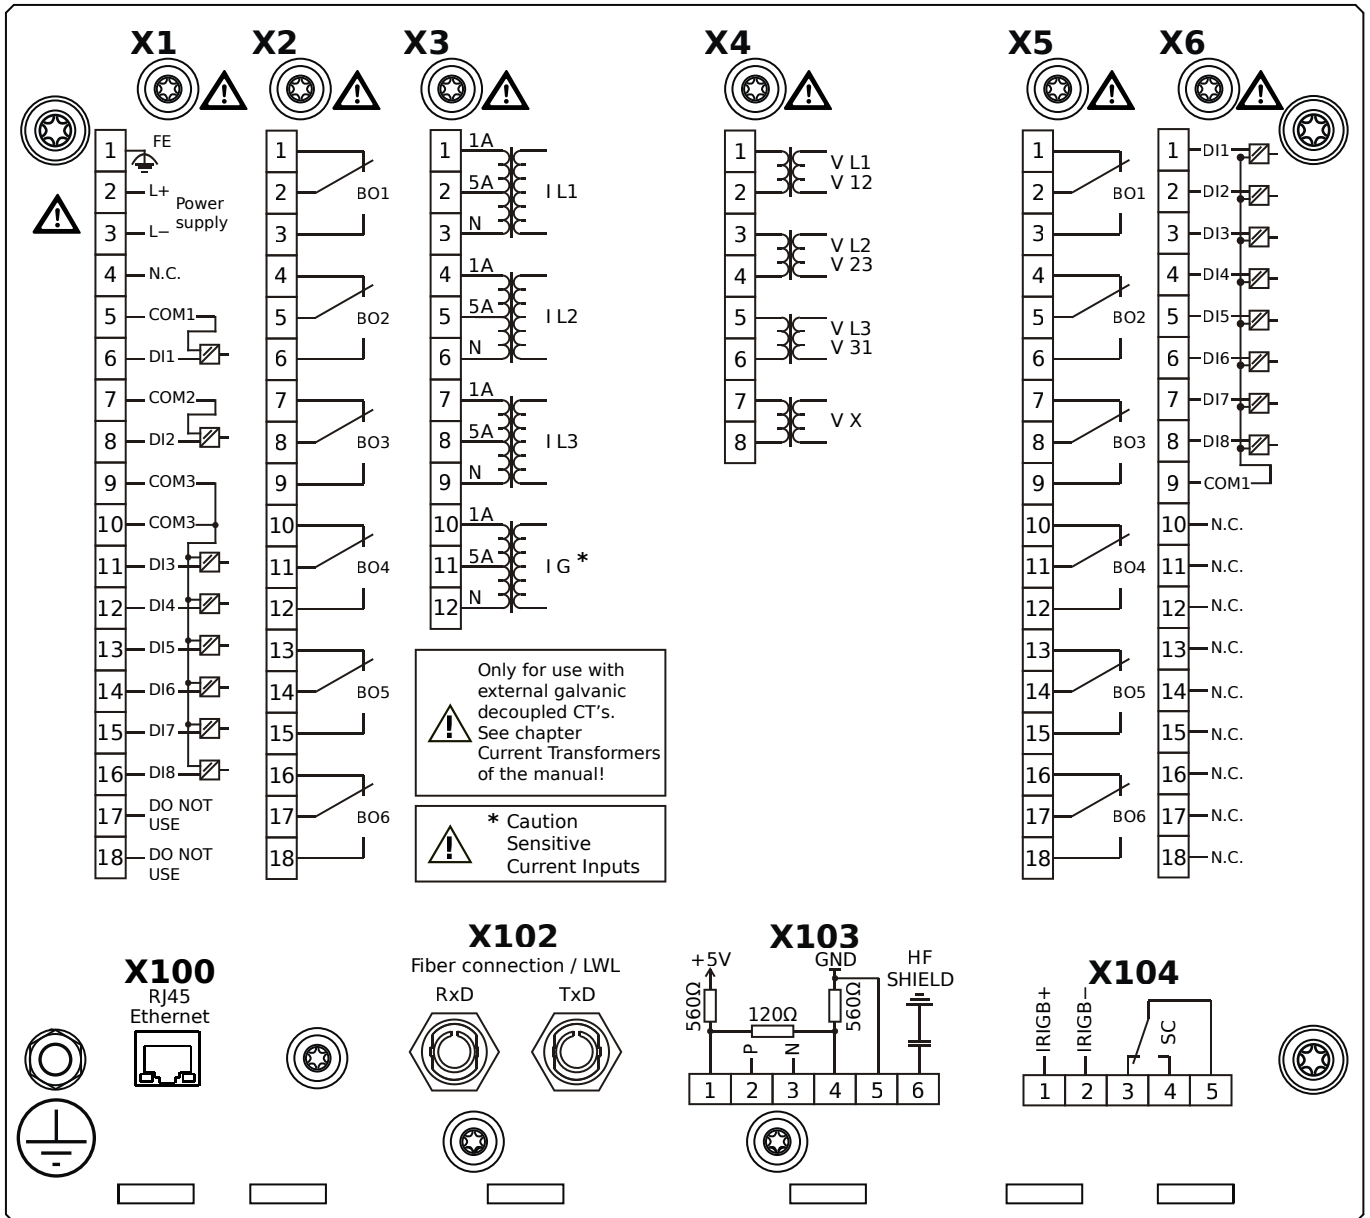 X1
X2
X3
X4
X5
X6
1 FE
2 L+
Power
supply
3 L−
4 N.C.
5 COM1
6 DI1
7 COM2
8 DI2
9 COM3
10 COM3
11 DI3
12 DI4
13 DI5
14 DI6
15 DI7
16 DI8
17 DO NOT
USE
18 DO NOT
USE
1
2 BO1
3
4
5 BO2
6
7
8 BO3
9
10
11 BO4
12
13
14 BO5
15
16
17 BO6
18
1 1A
2 5A I L1
3 N
4 1A
5 5A I L2
6 N
7 1A
8 5A I L3
9 N
10 1A
11 5A I G *
12 N
Only for use with
external galvanic
decoupled CT's.
See chapter
Current Transformers
of the manual!
* Caution
Sensitive
Current Inputs
1 V L1
2 V 12
3 V L2
4 V 23
5 V L3
6 V 31
7 V X
8
1
2 BO1
3
4
5 BO2
6
7
8 BO3
9
10
11 BO4
12
13
14 BO5
15
16
17 BO6
18
1 DI1
2 DI2
3 DI3
4 DI4
5 DI5
6 DI6
7 DI7
8 DI8
9 COM1
10 N.C.
11 N.C.
12 N.C.
13 N.C.
14 N.C.
15 N.C.
16 N.C.
17 N.C.
18 N.C.
X100
RJ45
Ethernet
X102
Fiber connection / LWL
RxD TxD
X103
+5V GND HF
SHIELD
560Ω 120Ω 560Ω
P N
1 2 3 4 5 6
X104
IRIGB+ IRIGB− SC
1 2 3 4 5